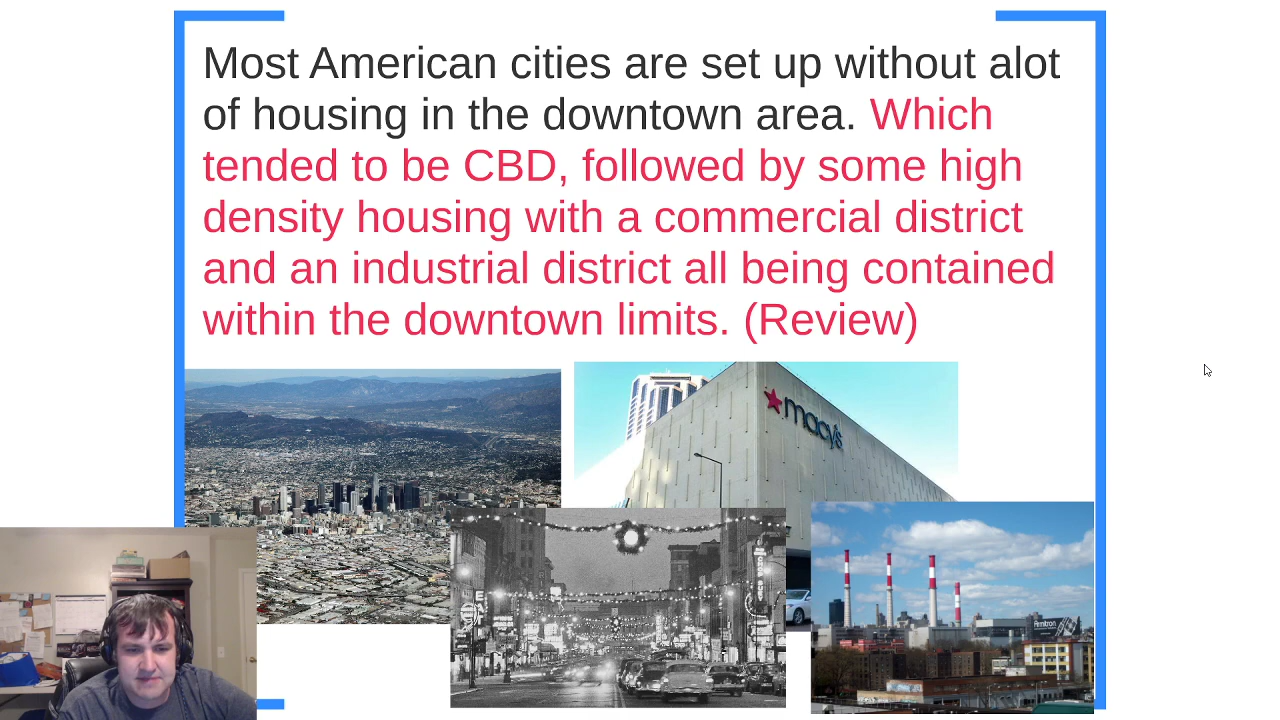 Most American cities are set up without alot
of housing in the downtown area. Which
tended to be CBD, followed by some high
density housing with a commercial district
and an industrial district all being contained
within the downtown limits. (Review)
macy's
Armitron